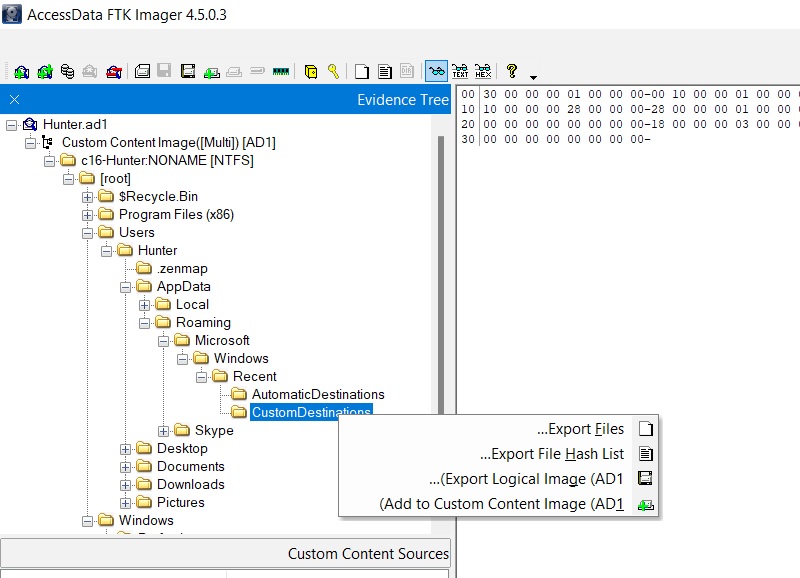 AccessData FTK Imager 4.5.0.3
Evidence Tree
Hunter.ad1
Custom Content Image([Multi]) [AD1]
c16-Hunter:NONAME [NTFS]
[root]
$Recycle.Bin
Program Files (x86)
Users
Hunter
.zenmap
AppData
Local
Roaming
Microsoft
Windows
Recent
AutomaticDestinations
CustomDestinations
Skype
Desktop
Documents
Downloads
Pictures
Windows
Custom Content Sources
TEXT HEX
00 30 00 00 00 01 00 00 00-00 10 00 00 01 00 00
10 10 00 00 00 28 00 00 00-28 00 00 00 01 00 00
20 00 00 00 00 00 00 00 00-18 00 00 00 03 00 00
30 00 00 00 00 00 00 00 00-
...Export Files
...Export File Hash List
...(Export Logical Image (AD1
(Add to Custom Content Image (AD1